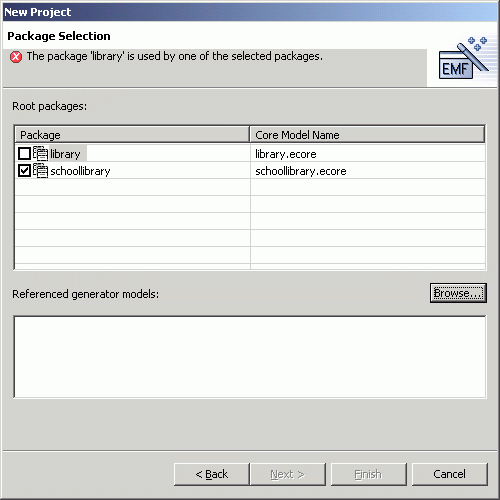 New Project
Package Selection
The package 'library' is used by one of the selected packages.
EMF
Root packages:
Package Core Model Name
library library.ecore
schoollibrary schoollibrary.ecore
Referenced generator models:
Browse...
< Back Next > Finish Cancel